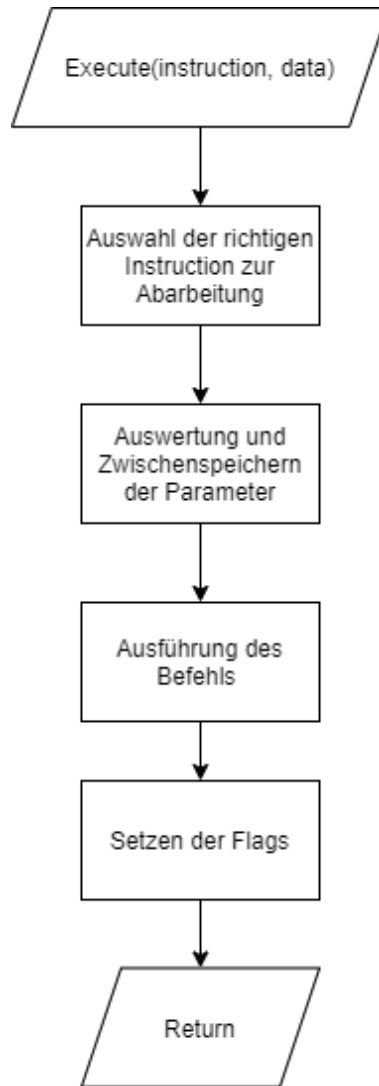 Execute(instruction, data)
Auswahl der richtigen
Instruction zur
Abarbeitung
Auswertung und
Zwischenspeichern
der Parameter
Ausführung des
Befehls
Setzen der Flags
Return